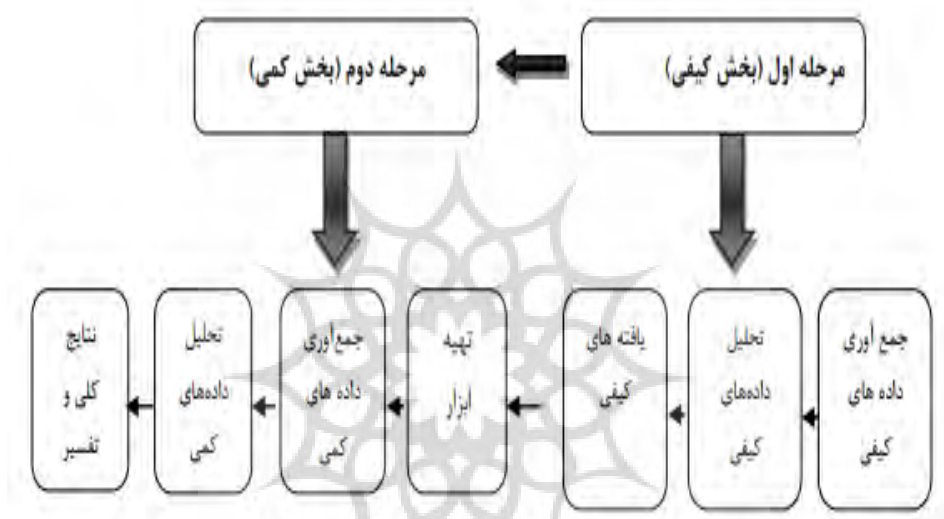 مرحله اول (بخش کیفی)
مرحله دوم (بخش کمی)
جمع آوری
داده های
کیفی
تحلیل
داده‌های
کیفی
یافته های
کیفی
تهیه
ابزار
جمع‌آوری
داده های
کمی
تحلیل
داده‌های
کمی
نتایج
کلی و
تفسیر